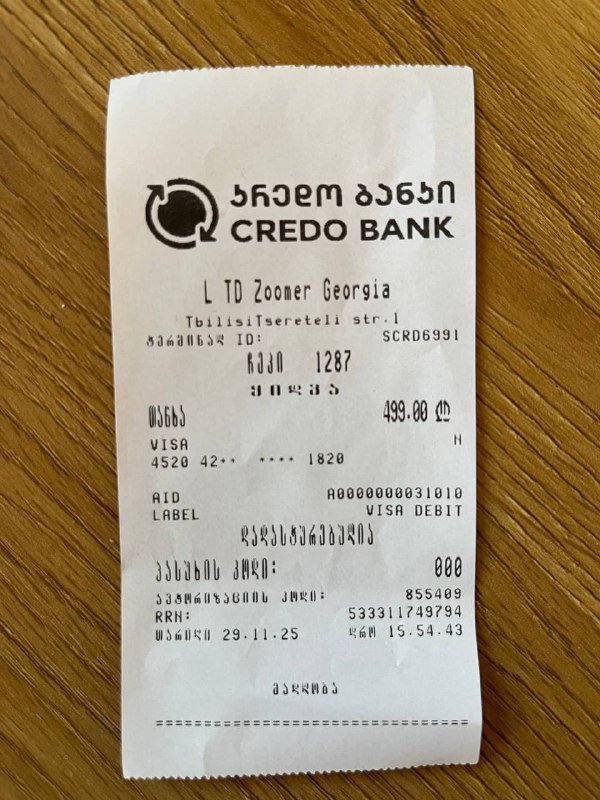 კრედო ბანკი
CREDO BANK
L TD Zoomer Georgia
TbilisiTsereteli str.1
ტერმინალ ID: SCRD6991
ჩეკი 1287
ყიდვა
თანხა 499.00 ₾
VISA N
4520 42** **** 1820
AID A0000000031010
LABEL VISA DEBIT
დადასტურებულია
პასუხის კოდი: 000
ავტორიზაციის კოდი: 855409
RRN: 533311749794
თარიღი 29.11.25 დრო 15.54.43
მადლობა
====================================